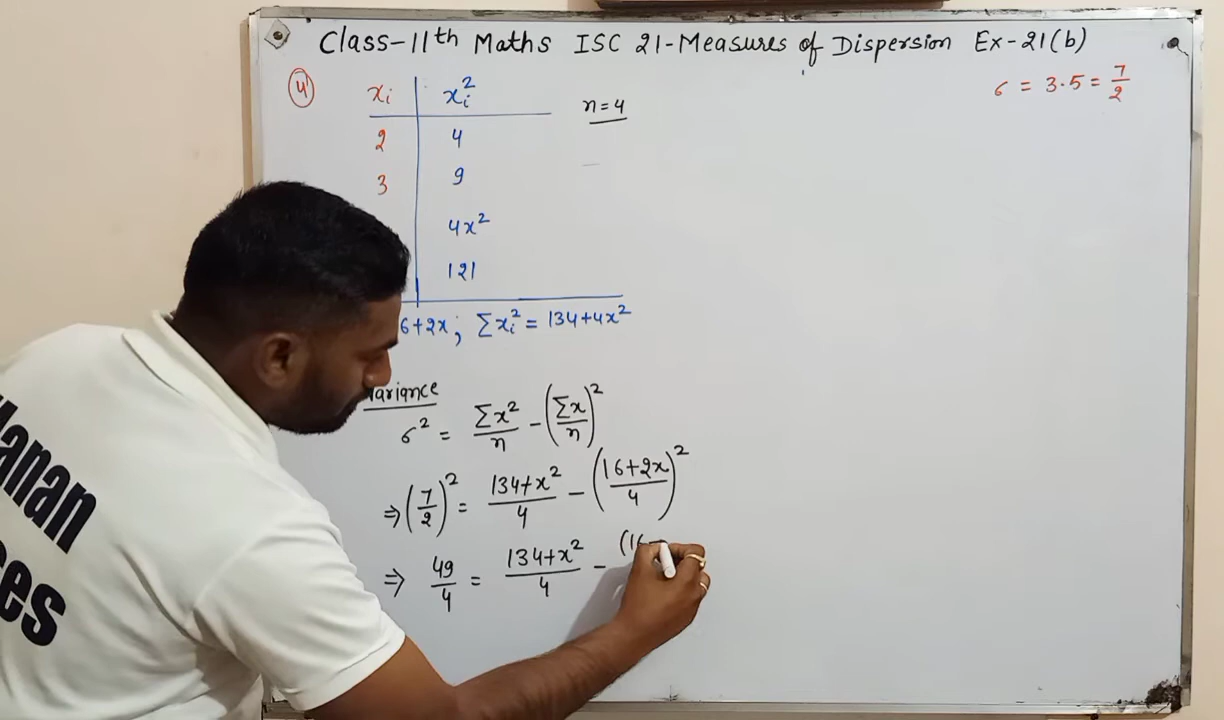 Class-11th Maths ISC 21-Measures of Dispersion Ex-21(b)
σ = 3.5 = 7/2
4
xᵢ xᵢ² n=4
2 4
3 9
4x²
121
6+2x; Σxᵢ² = 134+4x²
variance
σ² = Σx²/n - (Σx/n)²
⇒ (7/2)² = 134+x²/4 - (16+2x/4)²
⇒ 49/4 = 134+x²/4 - (16